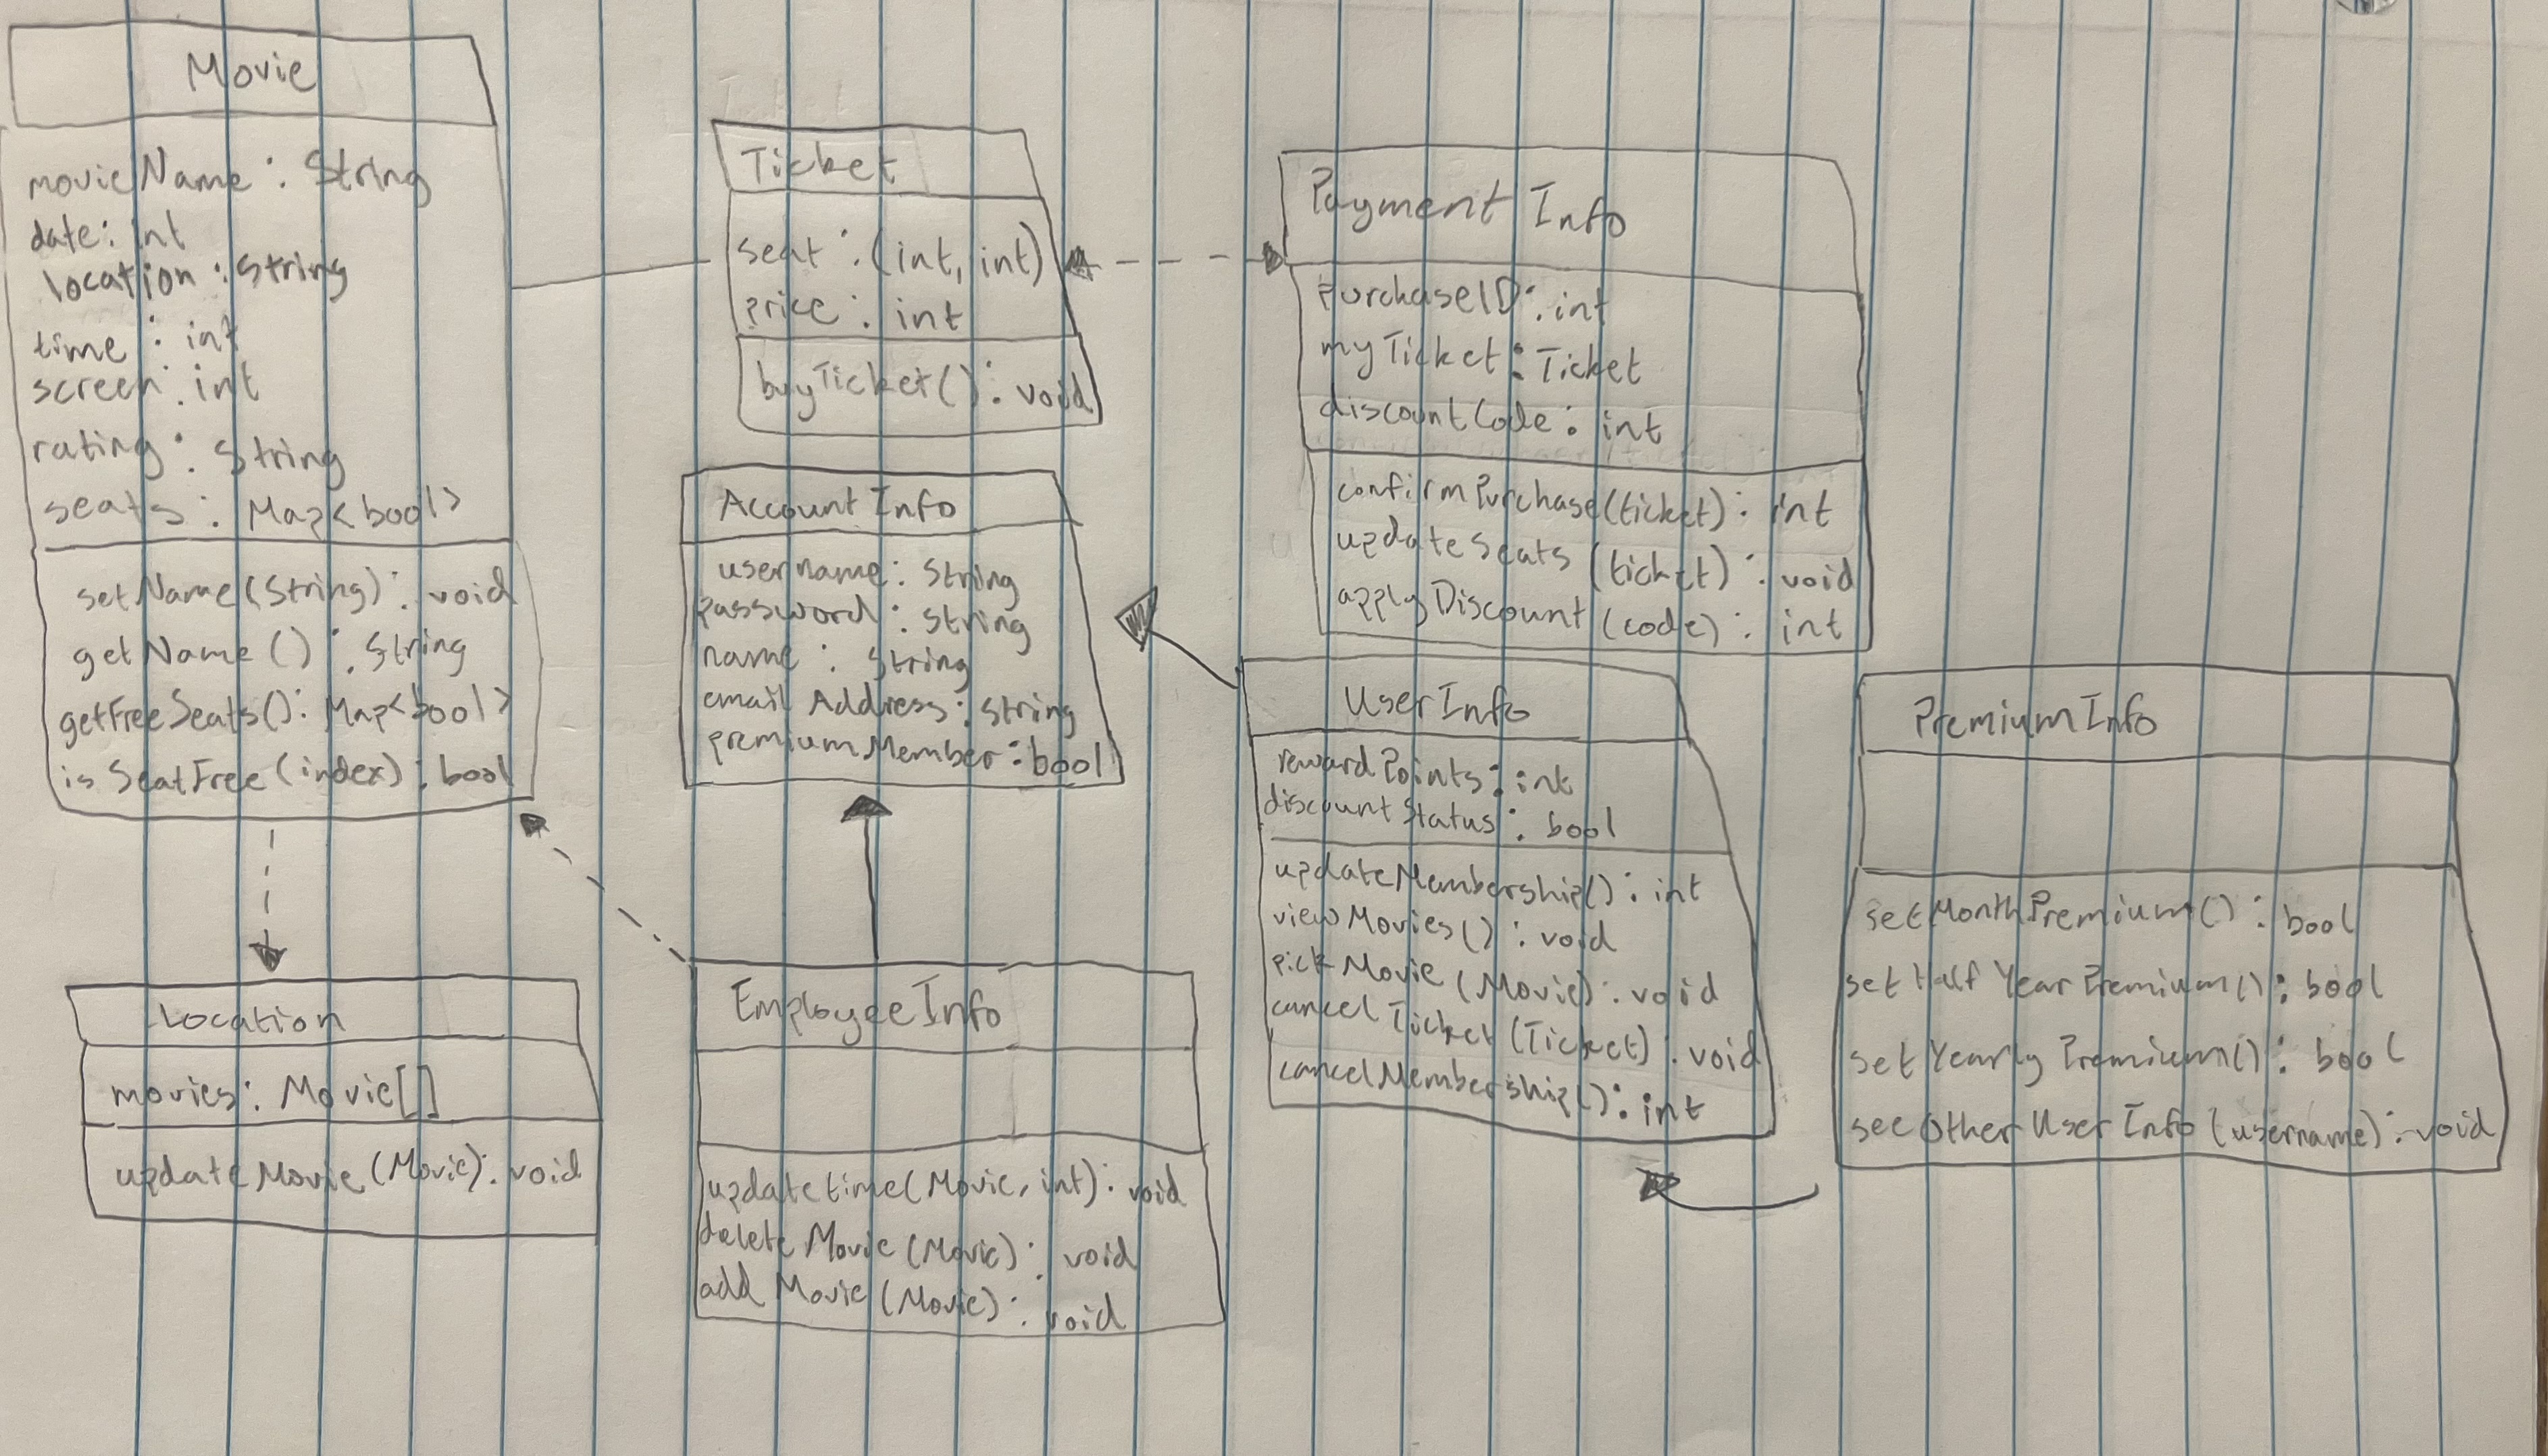 Movie
movieName : String
date: int
location : String
time : int
screen : int
rating : String
seats : Map<bool>
setName(String) : void
getName () : String
getFreeSeats() : Map<bool>
isSeatFree (index) : bool
Ticket
seat : (int, int)
price : int
buyTicket() : void
Payment Info
purchaseID : int
myTicket : Ticket
discountCode : int
confirmPurchase(ticket) : int
updateSeats (ticket) : void
applyDiscount (code) : int
Account Info
username : String
password : String
name : String
email Address : String
premiumMember : bool
UserInfo
rewardPoints : int
discountStatus : bool
updateMembership() : int
viewMovies() : void
pickMovie (Movie) : void
cancelTicket (Ticket) : void
cancelMembership() : int
PremiumInfo
setMonthPremium() : bool
setHalfYearPremium() : bool
setYearlyPremium() : bool
seeOtherUserInfo (username) : void
Location
movies : Movie[]
updateMovie (Movie) : void
EmployeeInfo
updatetime(Movie, int) : void
deleteMovie (Movie) : void
addMovie (Movie) : void